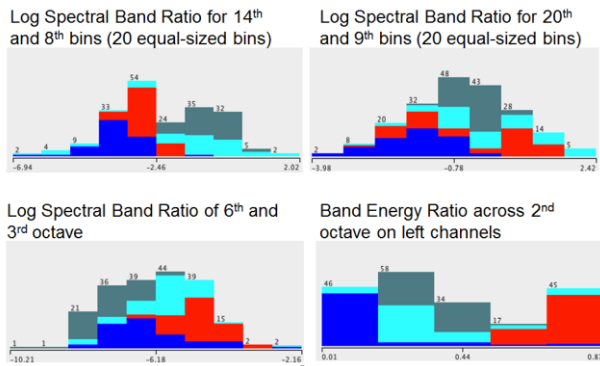 Log Spectral Band Ratio for 14th
and 8th bins (20 equal-sized bins)
2 4 9 33 54 24 35 32 5 2
-6.94 -2.46 2.02
Log Spectral Band Ratio for 20th
and 9th bins (20 equal-sized bins)
2 8 20 32 48 43 28 14 5
-3.98 -0.78 2.42
Log Spectral Band Ratio of 6th and
3rd octave
1 1 21 36 39 44 39 15 2 2
-10.21 -6.18 -2.16
Band Energy Ratio across 2nd
octave on left channels
46 58 34 17 45
0.01 0.44